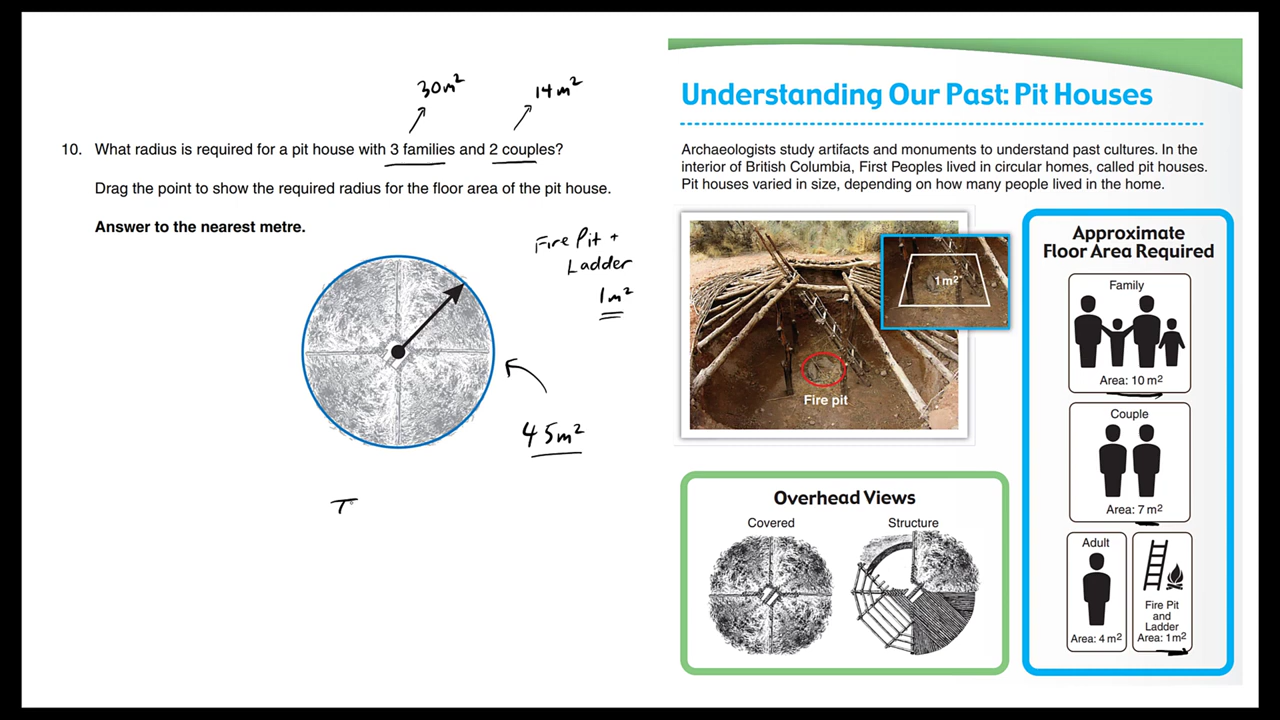 30m²
14m²
10. What radius is required for a pit house with 3 families and 2 couples?
Drag the point to show the required radius for the floor area of the pit house.
Answer to the nearest metre.
Fire Pit +
Ladder
1m²
45m²
Understanding Our Past: Pit Houses
Archaeologists study artifacts and monuments to understand past cultures. In the
interior of British Columbia, First Peoples lived in circular homes, called pit houses.
Pit houses varied in size, depending on how many people lived in the home.
1 m²
Fire pit
Approximate
Floor Area Required
Family
Area: 10 m²
Couple
Area: 7 m²
Adult
Area: 4 m²
Fire Pit
and
Ladder
Area: 1 m²
Overhead Views
Covered
Structure